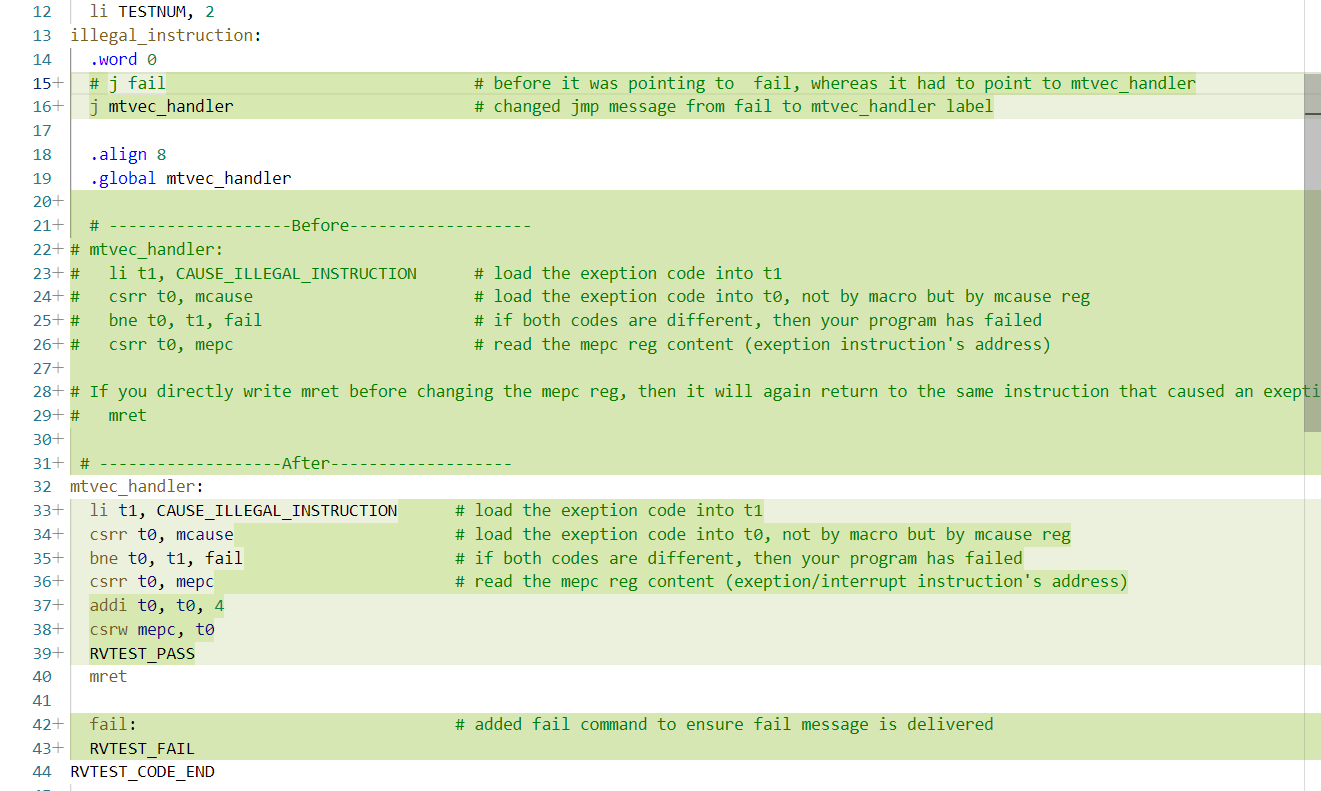 12 li TESTNUM, 2
13 illegal_instruction:
14 .word 0
15+ # j fail # before it was pointing to fail, whereas it had to point to mtvec_handler
16+ j mtvec_handler # changed jmp message from fail to mtvec_handler label
17
18 .align 8
19 .global mtvec_handler
20+
21+ # -------------------Before-------------------
22+ # mtvec_handler:
23+ # li t1, CAUSE_ILLEGAL_INSTRUCTION # load the exeption code into t1
24+ # csrr t0, mcause # load the exeption code into t0, not by macro but by mcause reg
25+ # bne t0, t1, fail # if both codes are different, then your program has failed
26+ # csrr t0, mepc # read the mepc reg content (exeption instruction's address)
27+
28+ # If you directly write mret before changing the mepc reg, then it will again return to the same instruction that caused an exepti
29+ # mret
30+
31+ # -------------------After-------------------
32 mtvec_handler:
33+ li t1, CAUSE_ILLEGAL_INSTRUCTION # load the exeption code into t1
34+ csrr t0, mcause # load the exeption code into t0, not by macro but by mcause reg
35+ bne t0, t1, fail # if both codes are different, then your program has failed
36+ csrr t0, mepc # read the mepc reg content (exeption/interrupt instruction's address)
37+ addi t0, t0, 4
38+ csrw mepc, t0
39+ RVTEST_PASS
40 mret
41
42+ fail: # added fail command to ensure fail message is delivered
43+ RVTEST_FAIL
44 RVTEST_CODE_END